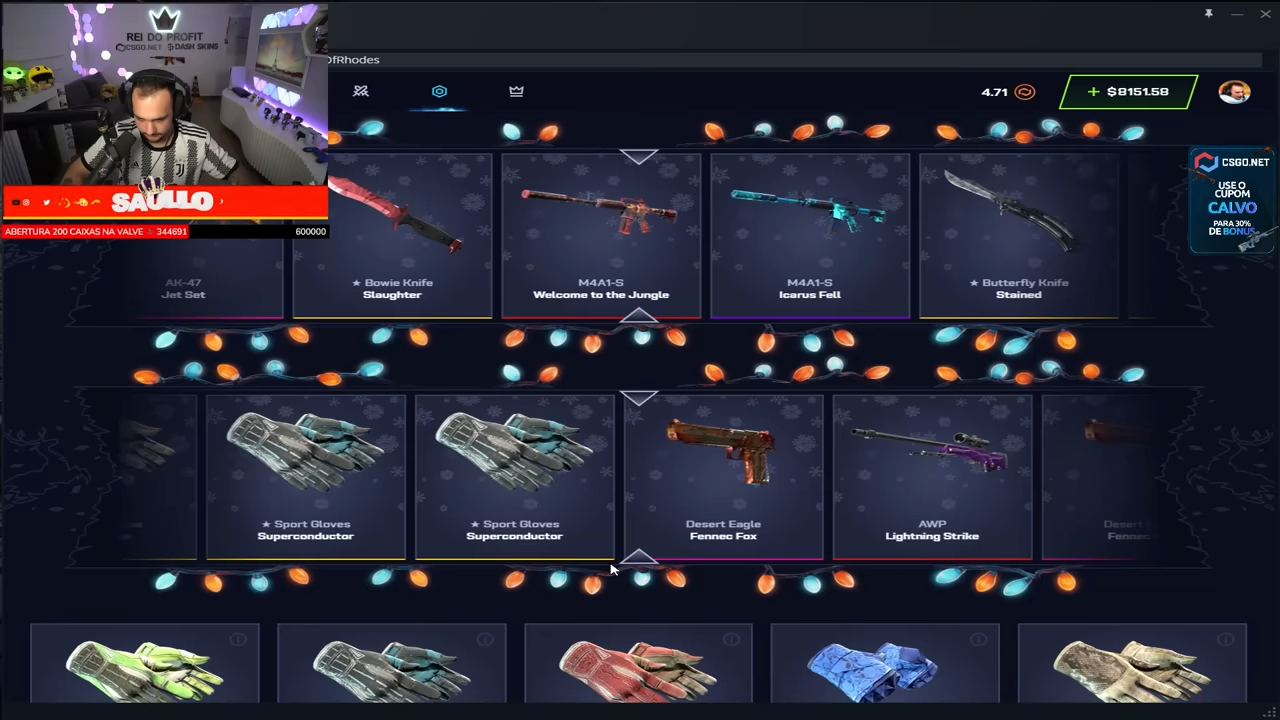 REI DO PROFIT
CSGO.NET DASH SKINS
SAULLO
ABERTURA 200 CAIXAS NA VALVE 344691 600000
OfRhodes
4.71
+ $8151.58
CSGO.NET
USE O
CUPOM
CALVO
PARA 30%
DE BONUS
AK-47
Jet Set
★ Bowie Knife
Slaughter
M4A1-S
Welcome to the Jungle
M4A1-S
Icarus Fell
★ Butterfly Knife
Stained
★ Sport Gloves
Superconductor
★ Sport Gloves
Superconductor
Desert Eagle
Fennec Fox
AWP
Lightning Strike
Desert
Fennec